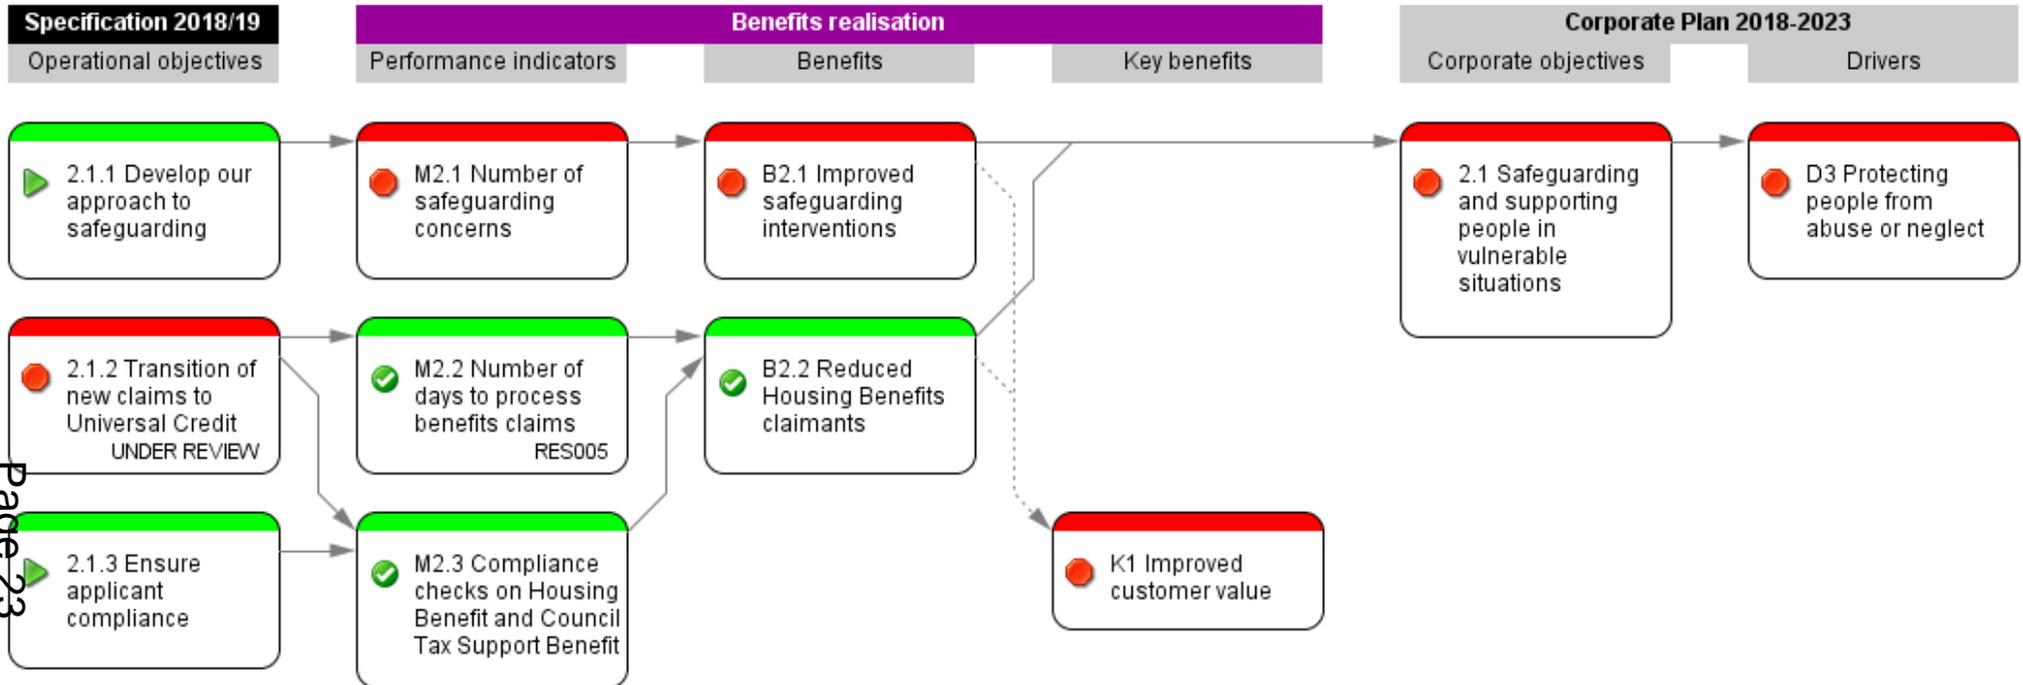 Specification 2018/19
Benefits realisation
Corporate Plan 2018-2023
Operational objectives
Performance indicators
Benefits
Key benefits
Corporate objectives
Drivers
2.1.1 Develop our
approach to
safeguarding
M2.1 Number of
safeguarding
concerns
B2.1 Improved
safeguarding
interventions
2.1 Safeguarding
and supporting
people in
vulnerable
situations
D3 Protecting
people from
abuse or neglect
2.1.2 Transition of
new claims to
Universal Credit
UNDER REVIEW
M2.2 Number of
days to process
benefits claims
RES005
B2.2 Reduced
Housing Benefits
claimants
2.1.3 Ensure
applicant
compliance
M2.3 Compliance
checks on Housing
Benefit and Council
Tax Support Benefit
K1 Improved
customer value
Page 23